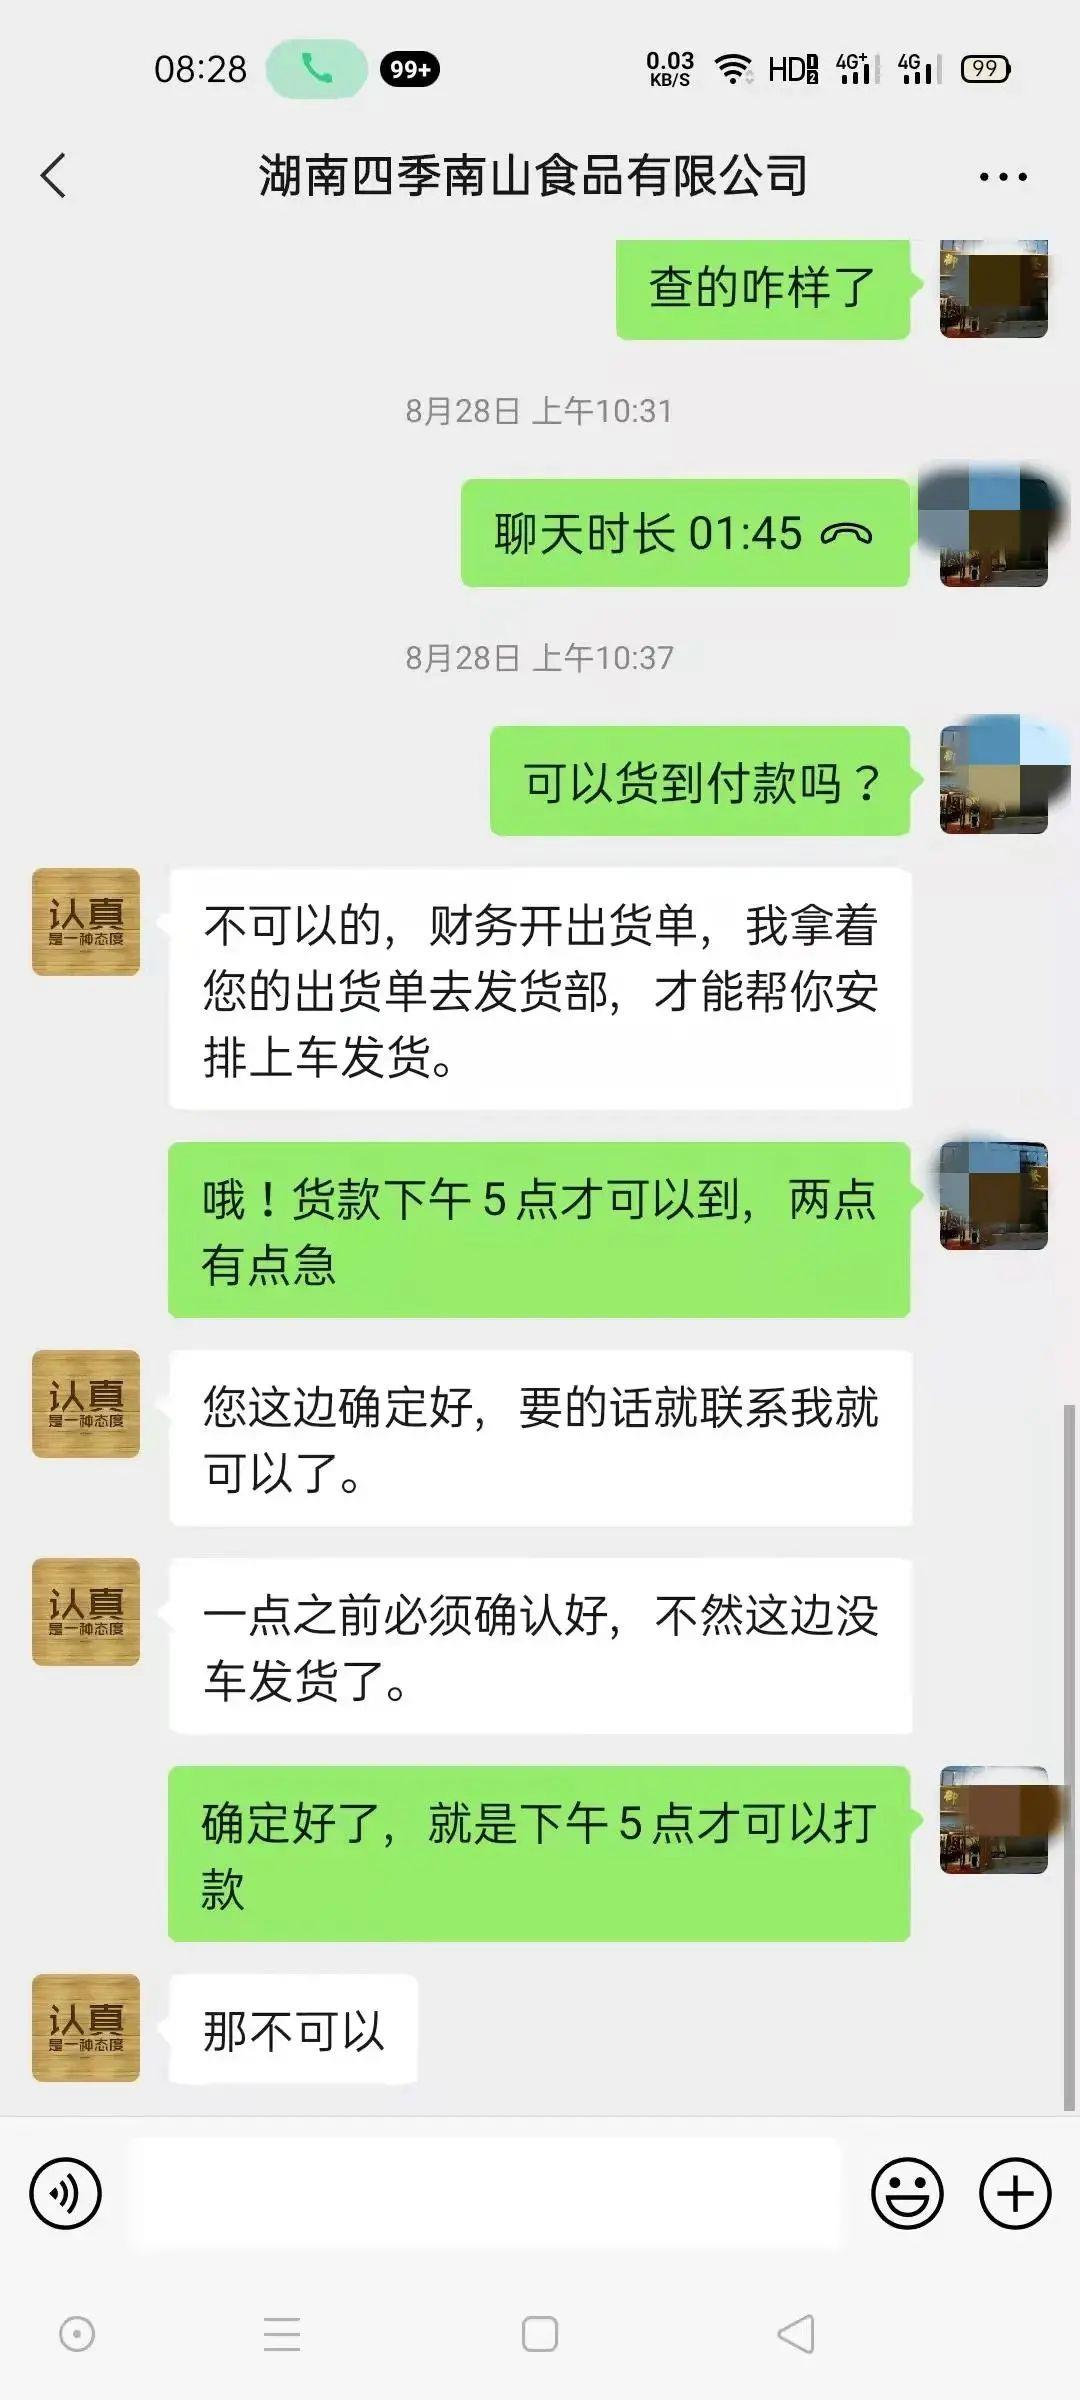 08:28
99+
0.03
KB/S
HD
1
2
4G+
4G
99
湖南四季南山食品有限公司
查的咋样了
8月28日 上午10:31
聊天时长 01:45
8月28日 上午10:37
可以货到付款吗？
认真
是一种态度
不可以的，财务开出货单，我拿着
您的出货单去发货部，才能帮你安
排上车发货。
哦！货款下午 5 点才可以到，两点
有点急
认真
是一种态度
您这边确定好，要的话就联系我就
可以了。
认真
是一种态度
一点之前必须确认好，不然这边没
车发货了。
确定好了，就是下午 5 点才可以打
款
认真
是一种态度
那不可以